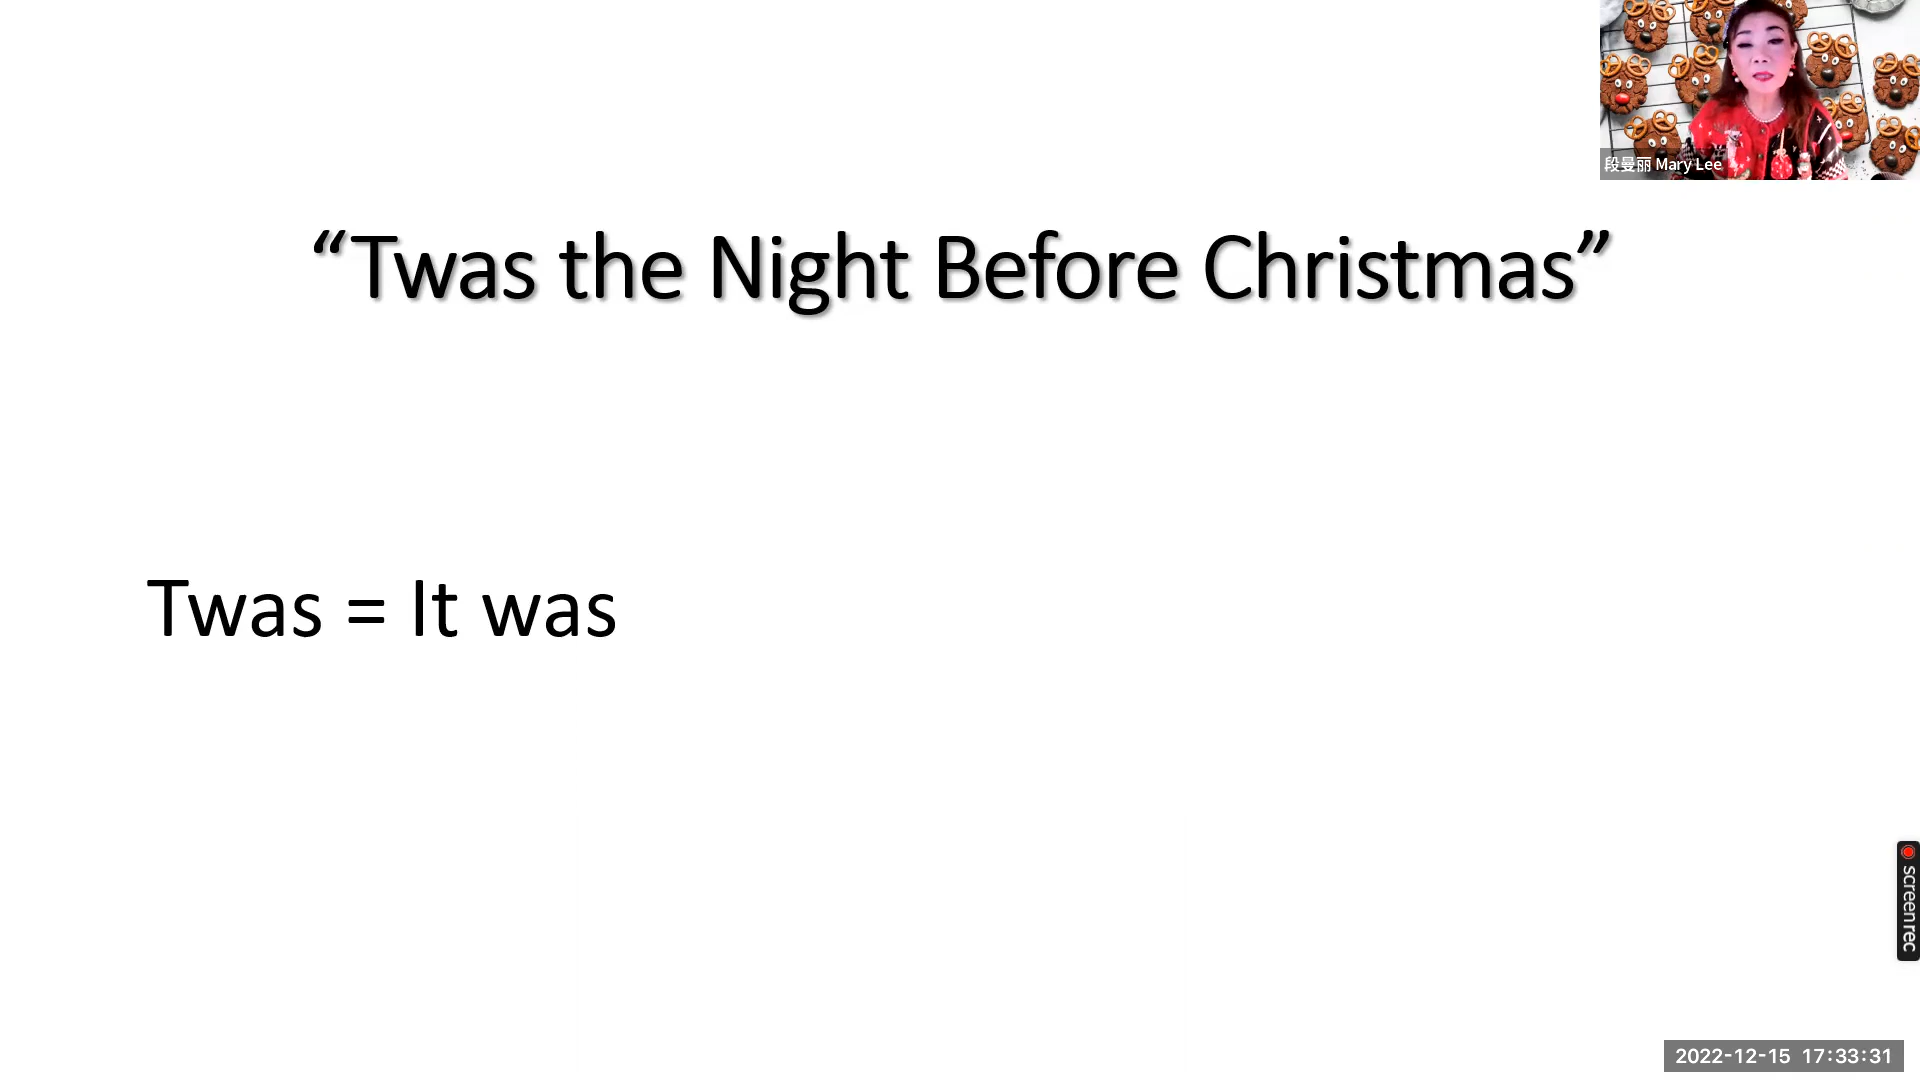 段曼丽 Mary Lee
“Twas the Night Before Christmas”
Twas = It was
screenrec
2022-12-15 17:33:31